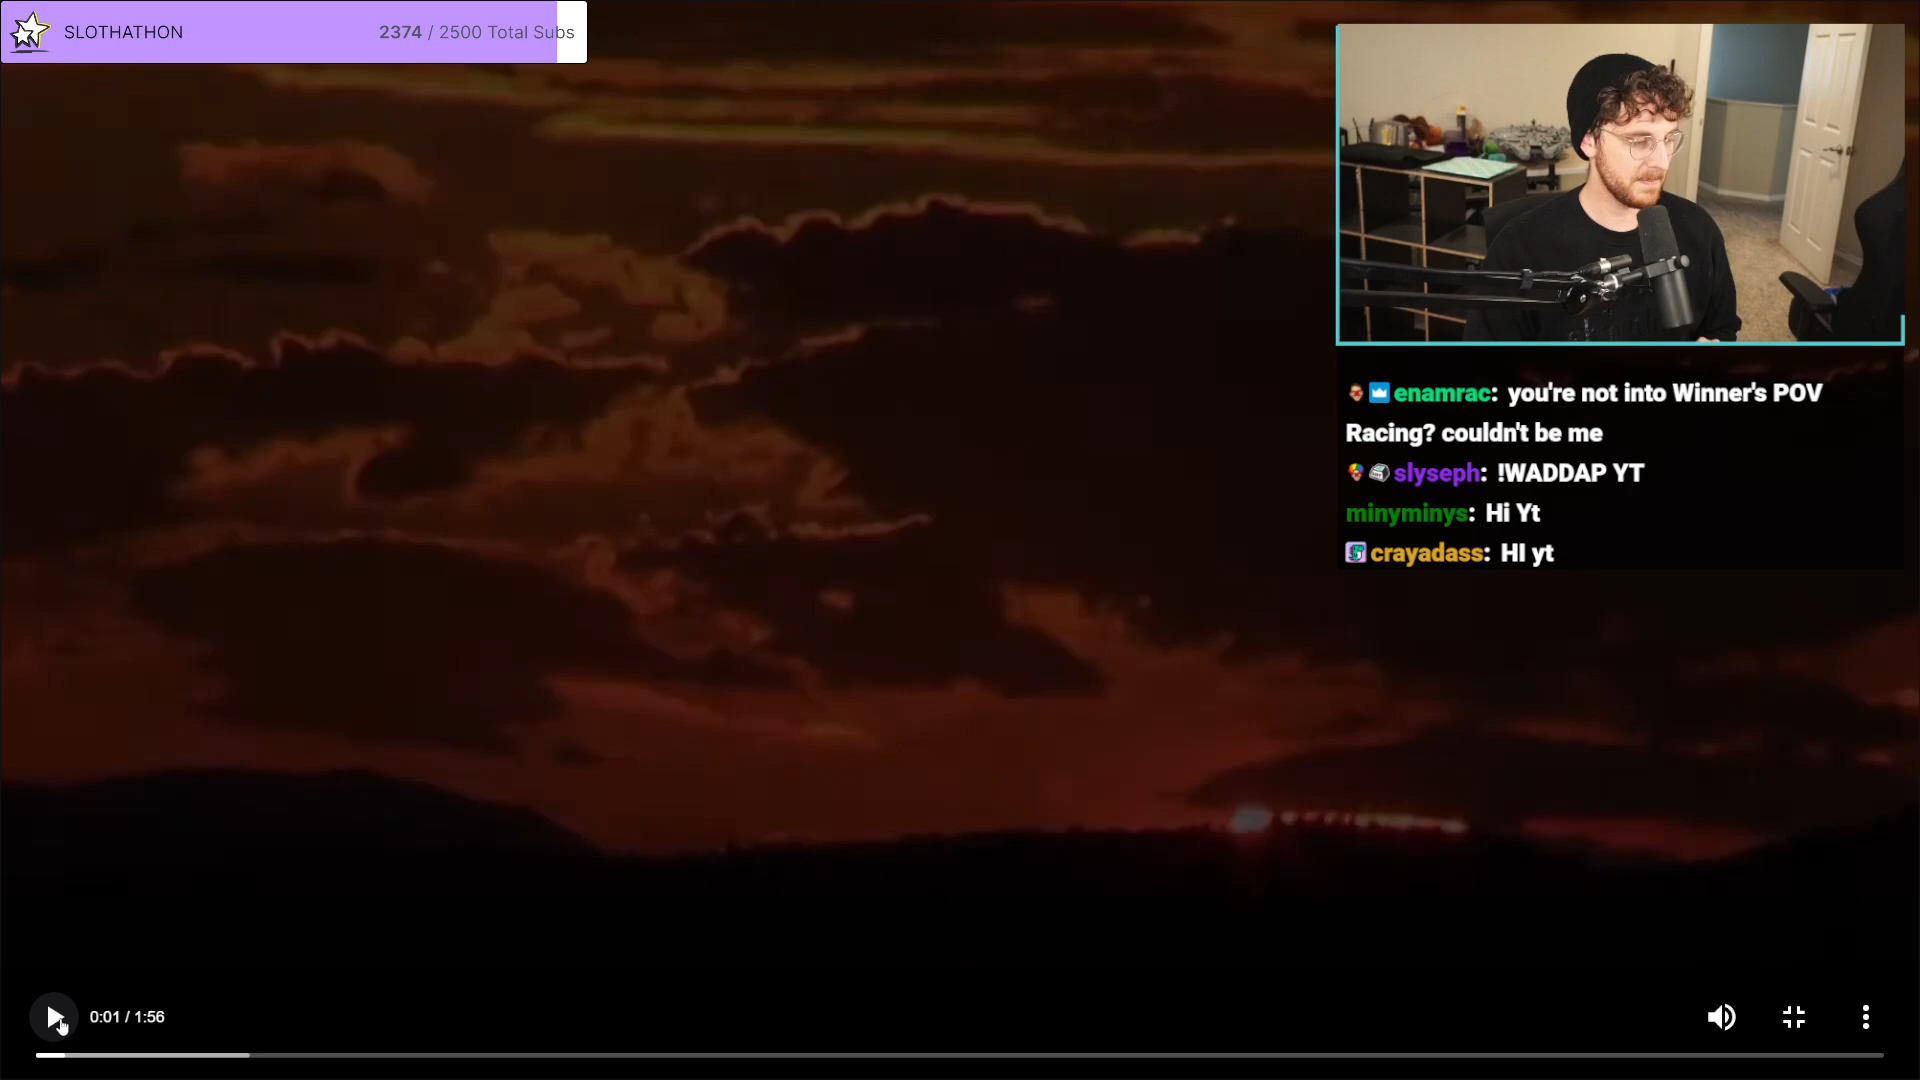 SLOTHATHON
2374 / 2500 Total Subs
enamrac: you're not into Winner's POV
Racing? couldn't be me
slyseph: !WADDAP YT
minyminys: Hi Yt
crayadass: HI yt
0:01 / 1:56